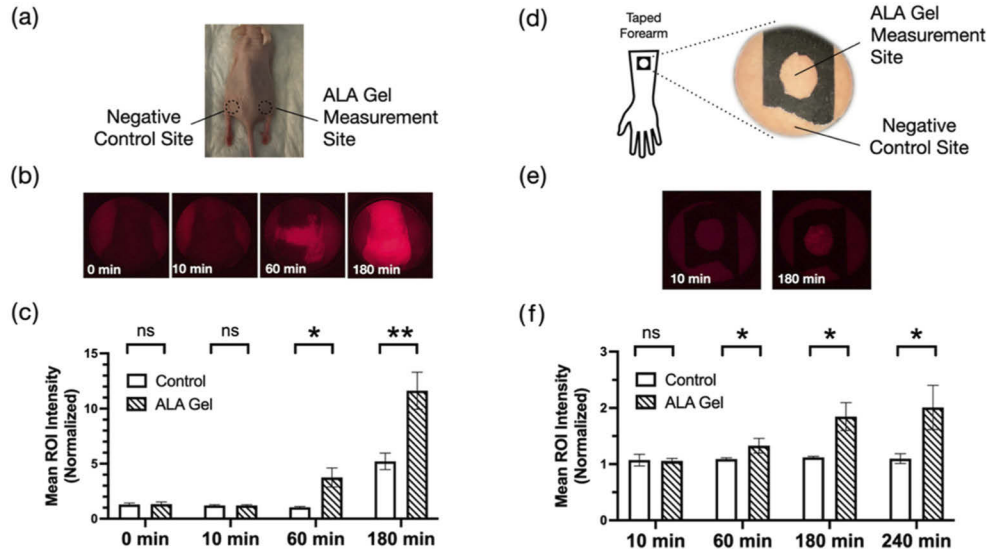 (a)
Negative
Control Site
ALA Gel
Measurement
Site
(b)
0 min
10 min
60 min
180 min
(c)
ns
ns
*
**
Mean ROI Intensity
(Normalized)
15
10
5
0
Control
ALA Gel
0 min
10 min
60 min
180 min
(d)
Taped
Forearm
ALA Gel
Measurement
Site
Negative
Control Site
(e)
10 min
180 min
(f)
ns
*
*
*
Mean ROI Intensity
(Normalized)
3
2
1
0
Control
ALA Gel
10 min
60 min
180 min
240 min